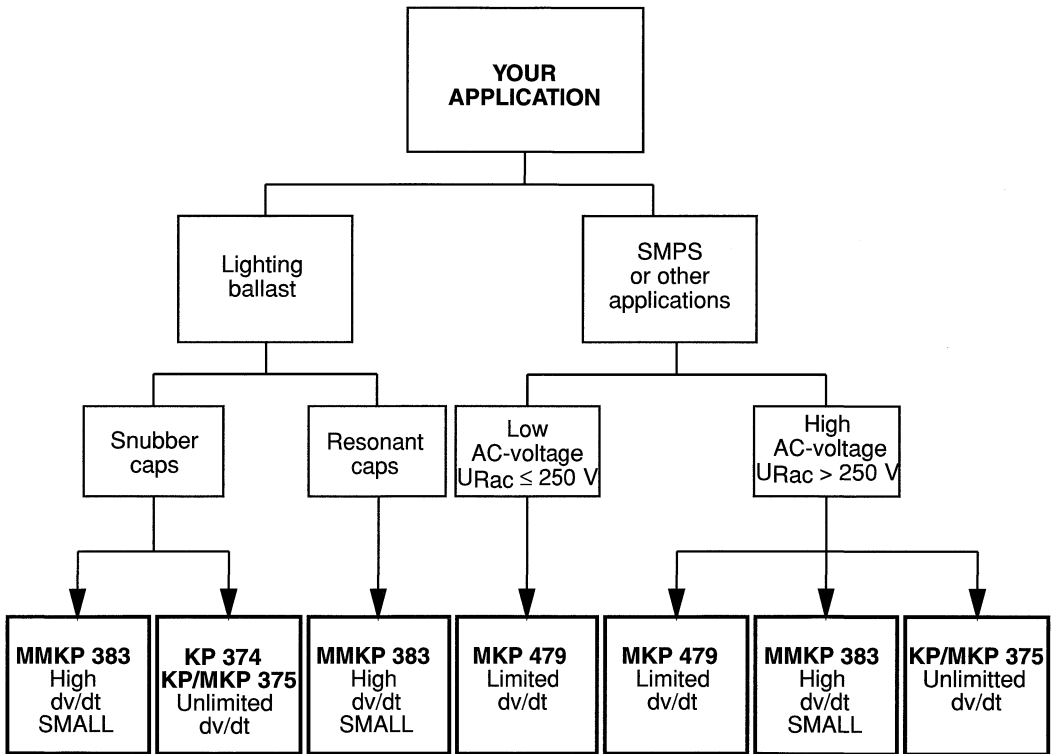 YOUR
APPLICATION
Lighting
ballast
SMPS
or other
applications
Snubber
caps
Resonant
caps
Low
AC-voltage
URac ≤ 250 V
High
AC-voltage
URac > 250 V
MMKP 383
High
dv/dt
SMALL
KP 374
KP/MKP 375
Unlimited
dv/dt
MMKP 383
High
dv/dt
SMALL
MKP 479
Limited
dv/dt
MKP 479
Limited
dv/dt
MMKP 383
High
dv/dt
SMALL
KP/MKP 375
Unlimitted
dv/dt